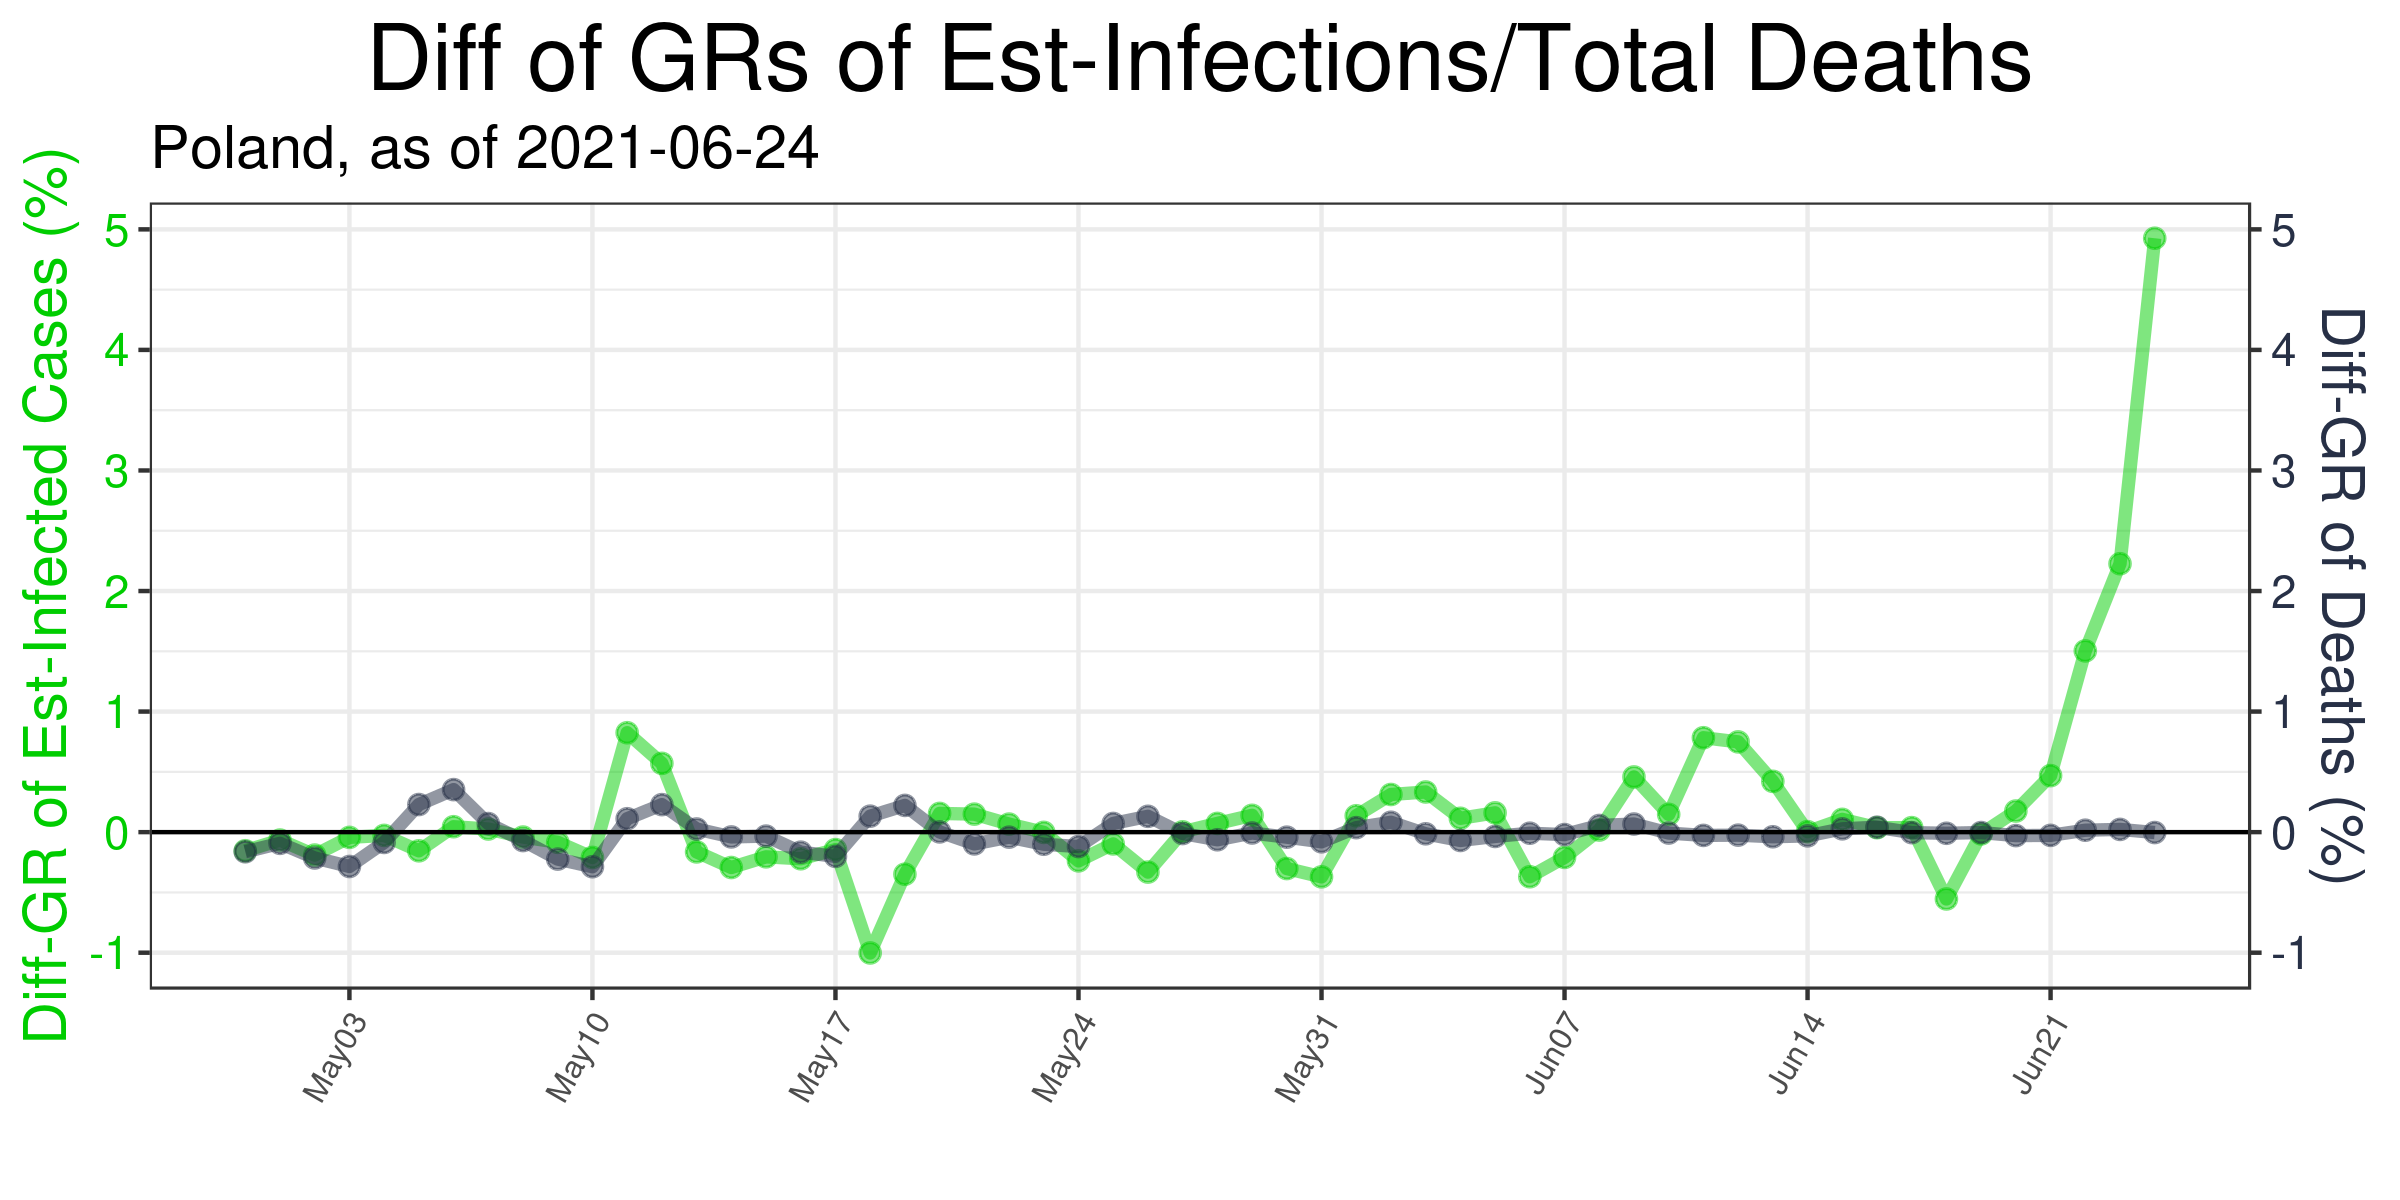 Diff of GRs of Est-Infections/Total Deaths
Poland, as of 2021-06-24
Diff-GR of Est-Infected Cases (%)
5
4
3
2
1
0
-1
5
4
3
2
1
0
-1
Diff-GR of Deaths (%)
May03
May10
May17
May24
May31
Jun07
Jun14
Jun21